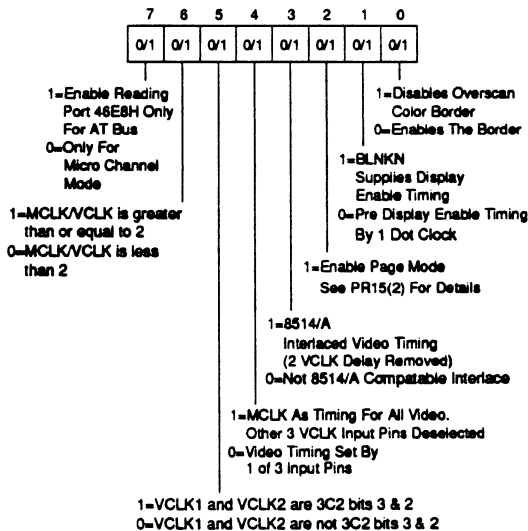 7 6 5 4 3 2 1 0
0/1 0/1 0/1 0/1 0/1 0/1 0/1 0/1
1=Enable Reading
Port 46E8H Only
For AT Bus
0=Only For
Micro Channel
Mode
1=Disables Overscan
Color Border
0=Enables The Border
1=BLNKN
Supplies Display
Enable Timing
0=Pre Display Enable Timing
By 1 Dot Clock
1=MCLK/VCLK is greater
than or equal to 2
0=MCLK/VCLK is less
than 2
1=Enable Page Mode
See PR15(2) For Details
1=8514/A
Interlaced Video Timing
(2 VCLK Delay Removed)
0=Not 8514/A Compatable Interlace
1=MCLK As Timing For All Video.
Other 3 VCLK Input Pins Deselected
0=Video Timing Set By
1 of 3 Input Pins
1=VCLK1 and VCLK2 are 3C2 bits 3 & 2
0=VCLK1 and VCLK2 are not 3C2 bits 3 & 2